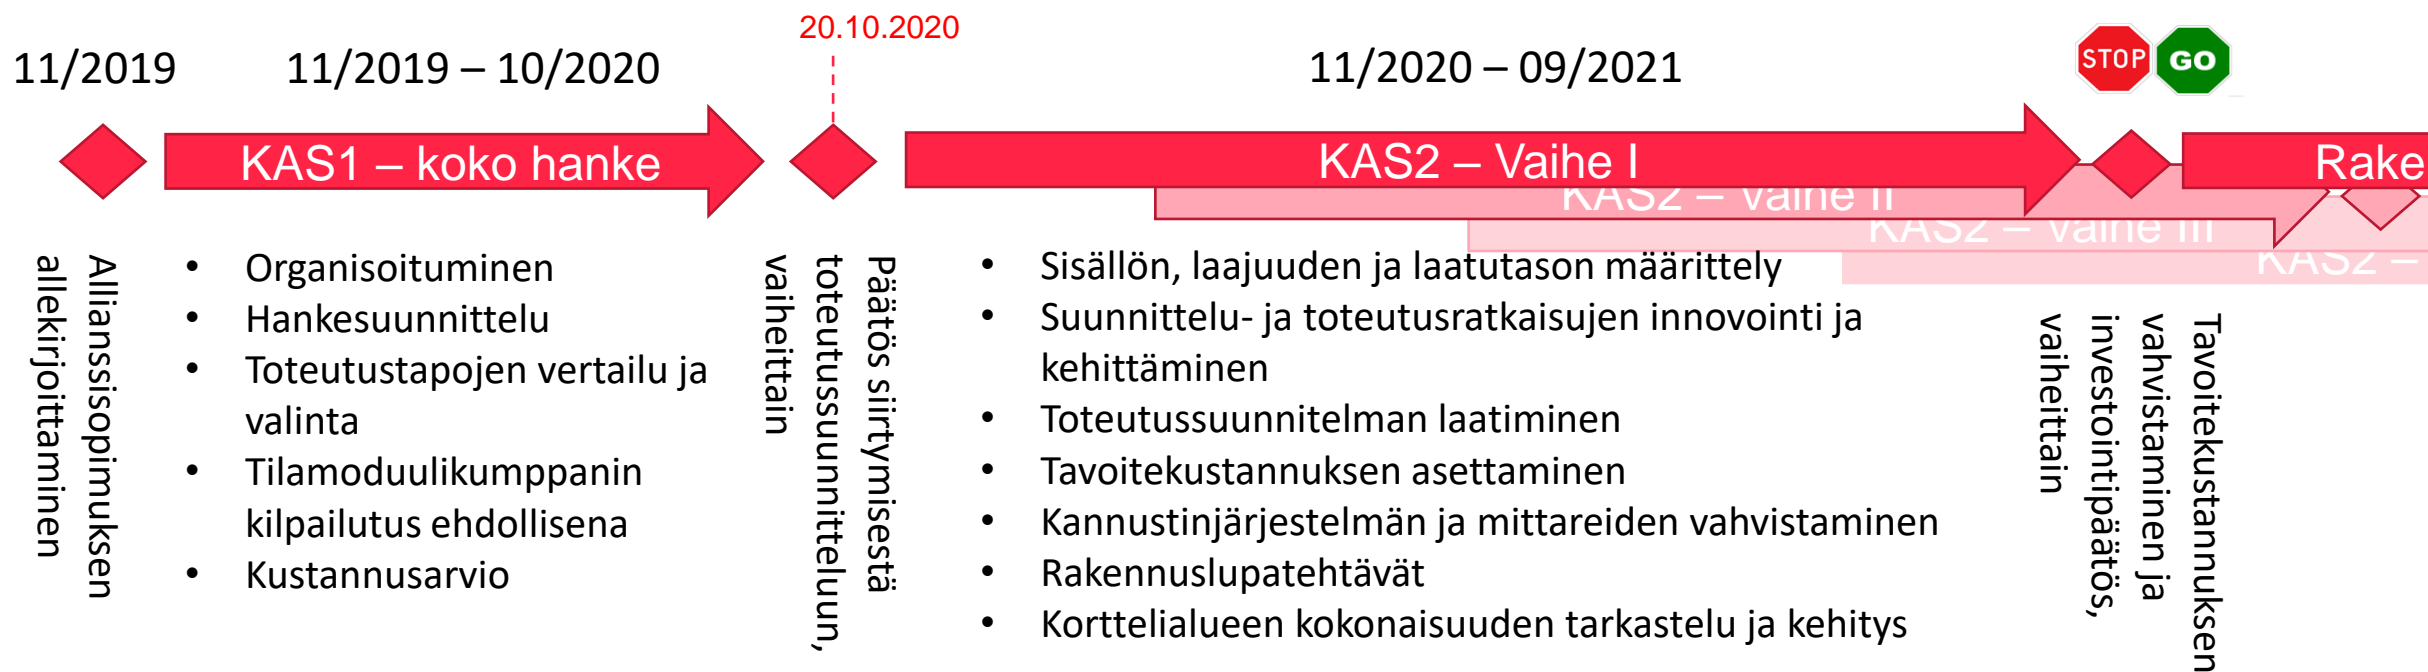 20.10.2020
11/2019
11/2019 – 10/2020
11/2020 – 09/2021
STOP
GO
KAS1 – koko hanke
KAS2 – Vaihe I
Rake
KAS2 – Vaihe II
KAS2 – Vaihe III
KAS2 –
Allianssisopimuksen
allekirjoittaminen
• Organisoituminen
• Hankesuunnittelu
• Toteutustapojen vertailu ja
valinta
• Tilamoduulikumppanin
kilpailutus ehdollisena
• Kustannusarvio
Päätös siirtymisestä
toteutussuunnitteluun,
vaiheittain
• Sisällön, laajuuden ja laatutason määrittely
• Suunnittelu- ja toteutusratkaisujen innovointi ja
kehittäminen
• Toteutussuunnitelman laatiminen
• Tavoitekustannuksen asettaminen
• Kannustinjärjestelmän ja mittareiden vahvistaminen
• Rakennuslupatehtävät
• Korttelialueen kokonaisuuden tarkastelu ja kehitys
Tavoitekustannuksen
vahvistaminen ja
investointipäätös,
vaiheittain